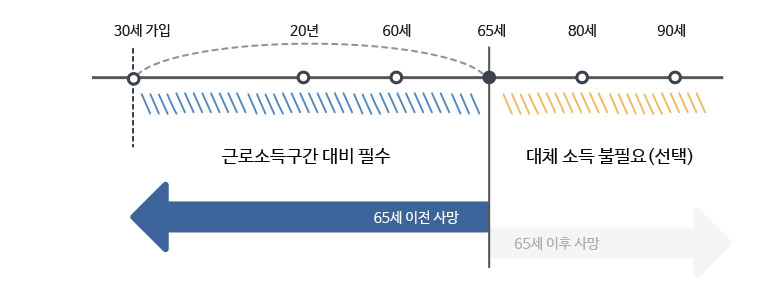 30세 가입 20년 60세 65세 80세 90세
근로소득구간 대비 필수 대체 소득 불필요(선택)
65세 이전 사망
65세 이후 사망